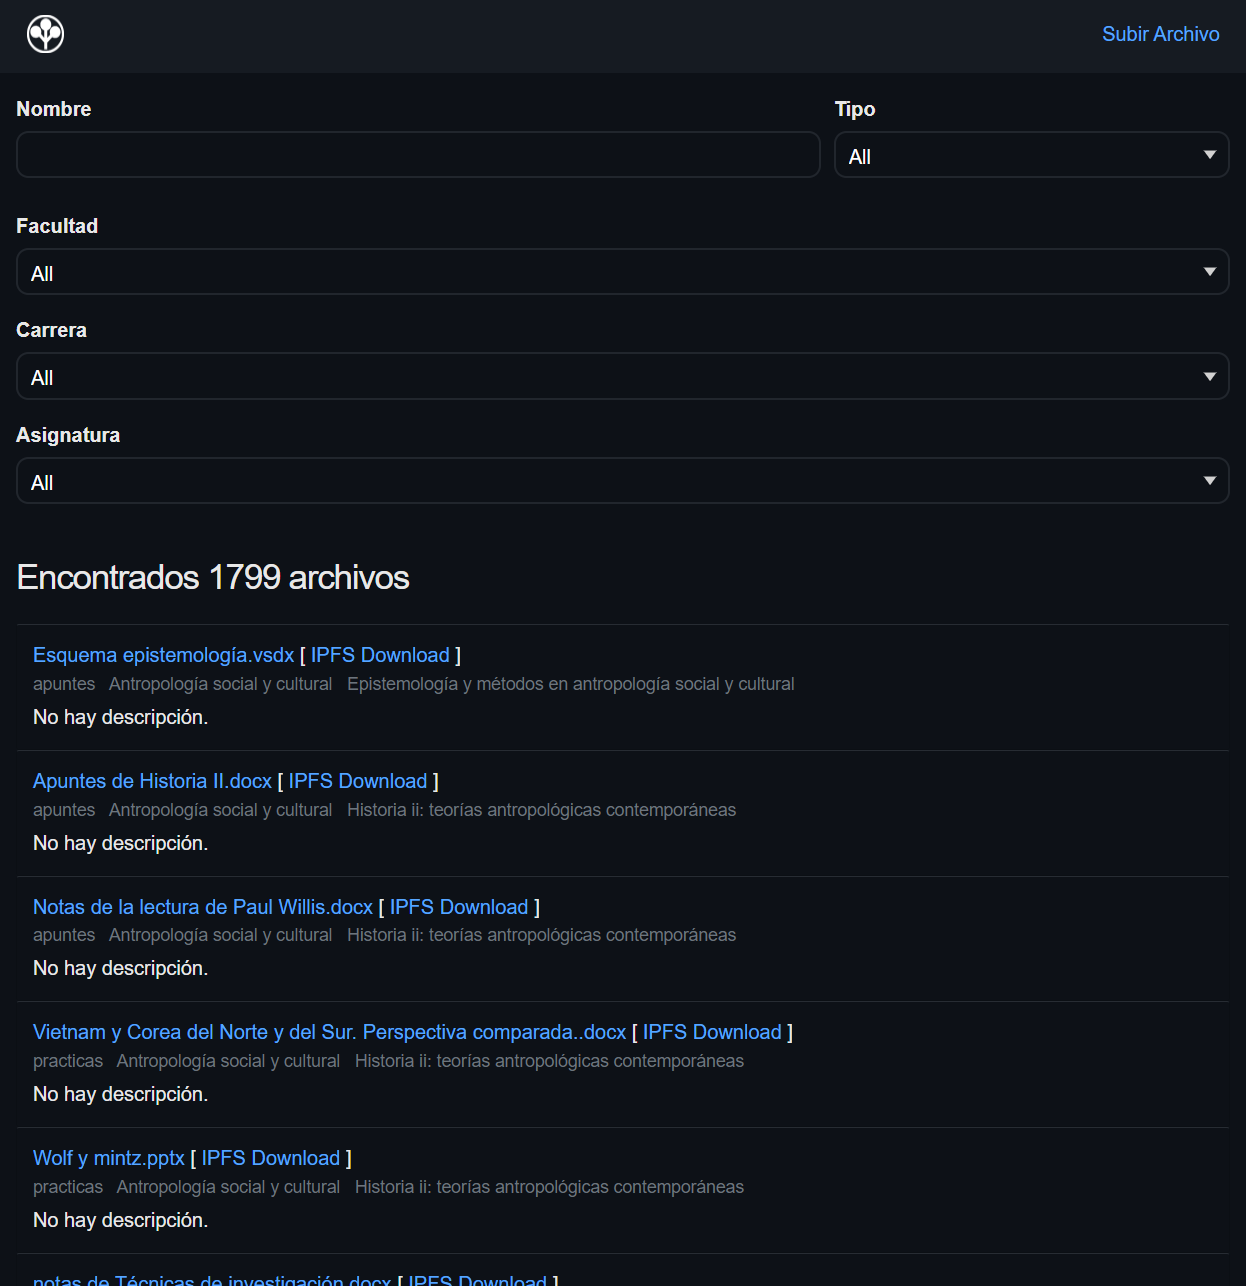 Subir Archivo
Nombre
Tipo
All
Facultad
All
Carrera
All
Asignatura
All
Encontrados 1799 archivos
Esquema epistemología.vsdx [ IPFS Download ]
apuntes Antropología social y cultural Epistemología y métodos en antropología social y cultural
No hay descripción.
Apuntes de Historia II.docx [ IPFS Download ]
apuntes Antropología social y cultural Historia ii: teorías antropológicas contemporáneas
No hay descripción.
Notas de la lectura de Paul Willis.docx [ IPFS Download ]
apuntes Antropología social y cultural Historia ii: teorías antropológicas contemporáneas
No hay descripción.
Vietnam y Corea del Norte y del Sur. Perspectiva comparada..docx [ IPFS Download ]
practicas Antropología social y cultural Historia ii: teorías antropológicas contemporáneas
No hay descripción.
Wolf y mintz.pptx [ IPFS Download ]
practicas Antropología social y cultural Historia ii: teorías antropológicas contemporáneas
No hay descripción.
notas de Técnicas de investigación.docx [ IPFS Download ]